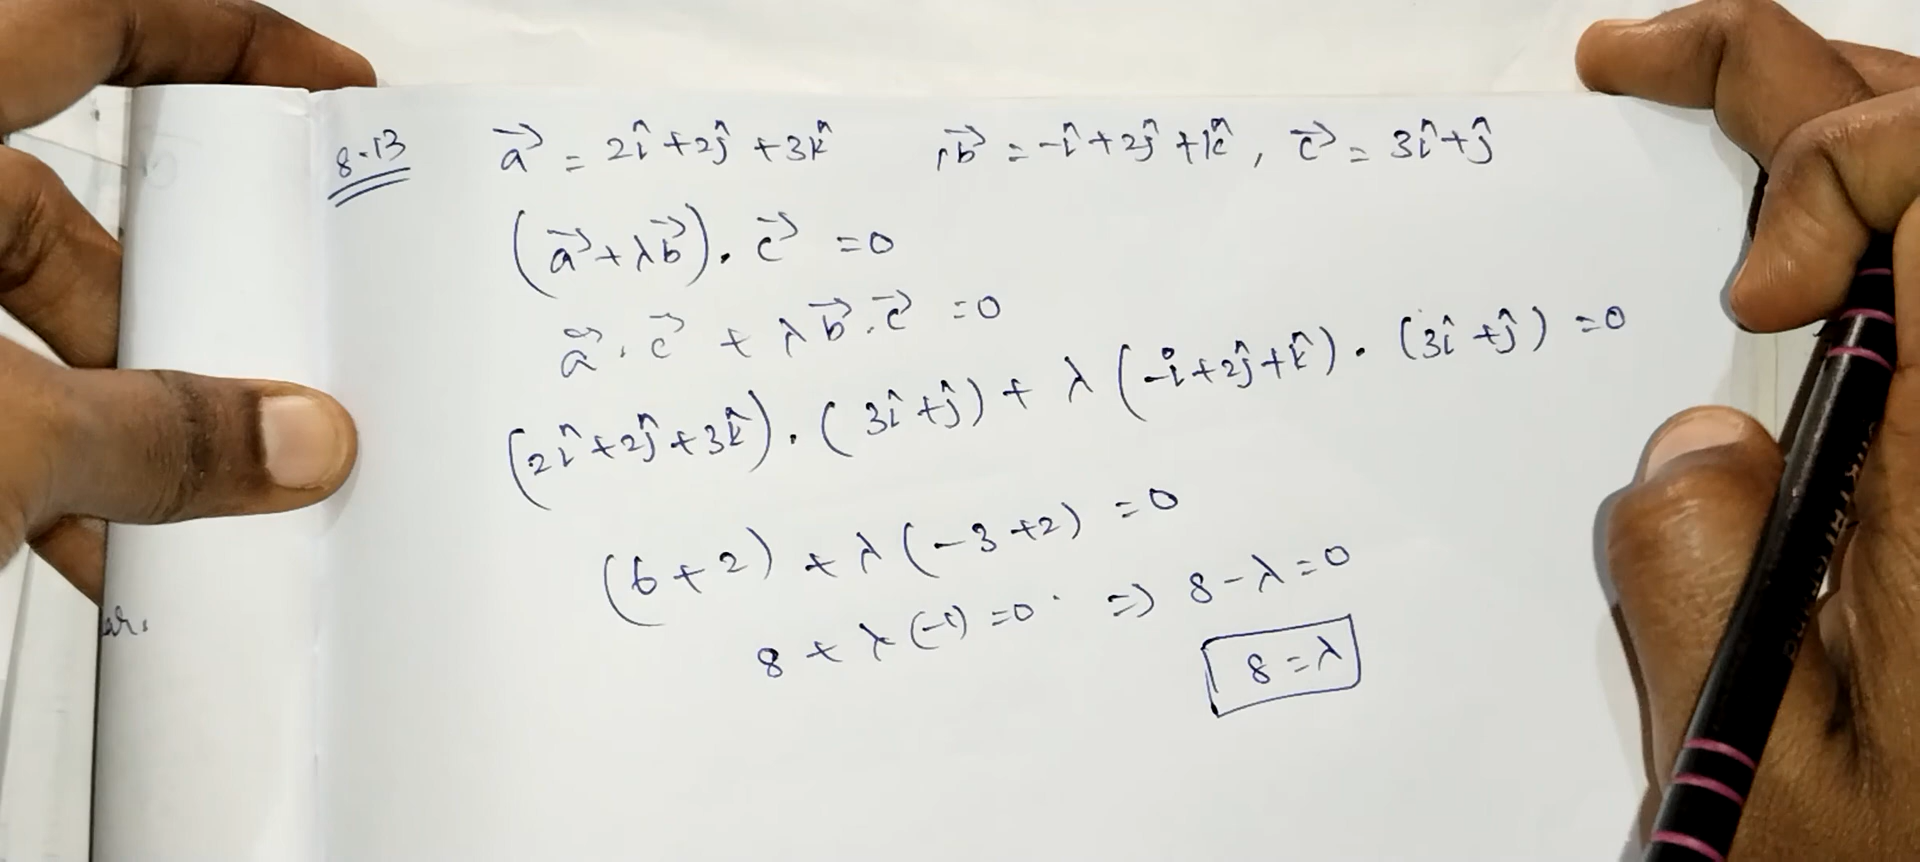 8.13 a⃗ = 2î + 2ĵ + 3k̂ , b⃗ = -î + 2ĵ + k̂ , c⃗ = 3î + ĵ
(a⃗ + λb⃗) . c⃗ = 0
a⃗ . c⃗ + λ b⃗ . c⃗ = 0
(2î + 2ĵ + 3k̂) . (3î + ĵ) + λ (-i + 2ĵ + k̂) . (3î + ĵ) = 0
(6 + 2) + λ (-3 + 2) = 0
8 + λ (-1) = 0 . ⇒ 8 - λ = 0
8 = λ